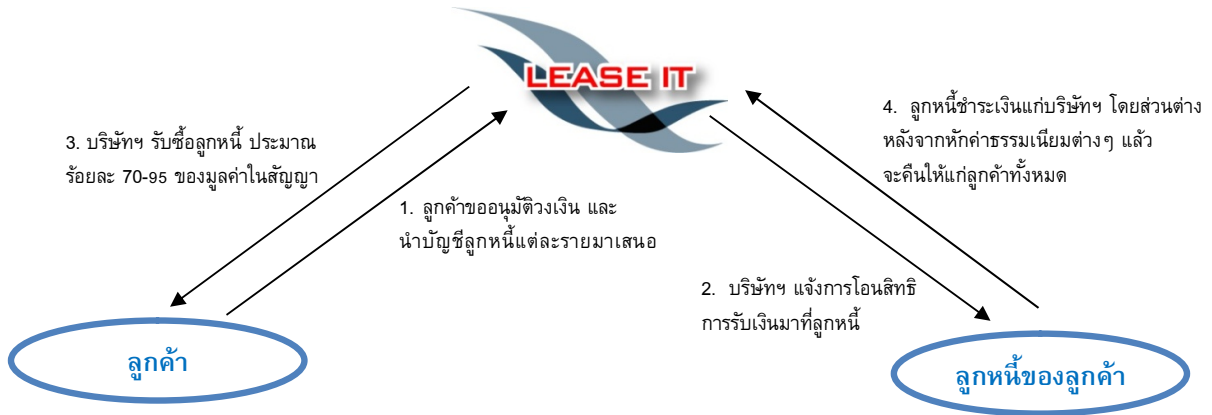 LEASE IT
3. บริษัทฯ รับซื้อลูกหนี้ ประมาณ
ร้อยละ 70-95 ของมูลค่าในสัญญา
4. ลูกหนี้ชำระเงินแก่บริษัทฯ โดยส่วนต่าง
หลังจากหักค่าธรรมเนียมต่างๆ แล้ว
จะคืนให้แก่ลูกค้าทั้งหมด
1. ลูกค้าขออนุมัติวงเงิน และ
นำบัญชีลูกหนี้แต่ละรายมาเสนอ
2. บริษัทฯ แจ้งการโอนสิทธิ
การรับเงินมาที่ลูกหนี้
ลูกค้า
ลูกหนี้ของลูกค้า